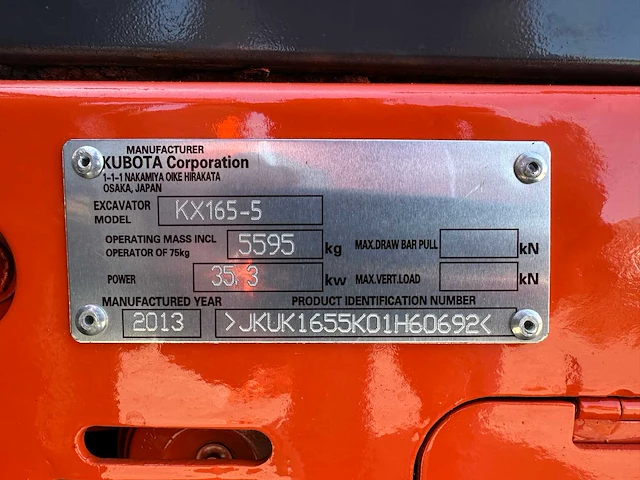 MANUFACTURER
KUBOTA Corporation
1-1-1 NAKAMIYA OIKE HIRAKATA
OSAKA, JAPAN
EXCAVATOR MODEL KX165-5
OPERATING MASS INCL OPERATOR OF 75kg 5595 kg MAX.DRAW BAR PULL kN
POWER 35.3 kw MAX.VERT.LOAD kN
MANUFACTURED YEAR PRODUCT IDENTIFICATION NUMBER
2013 >JKUK1655K01H60692<